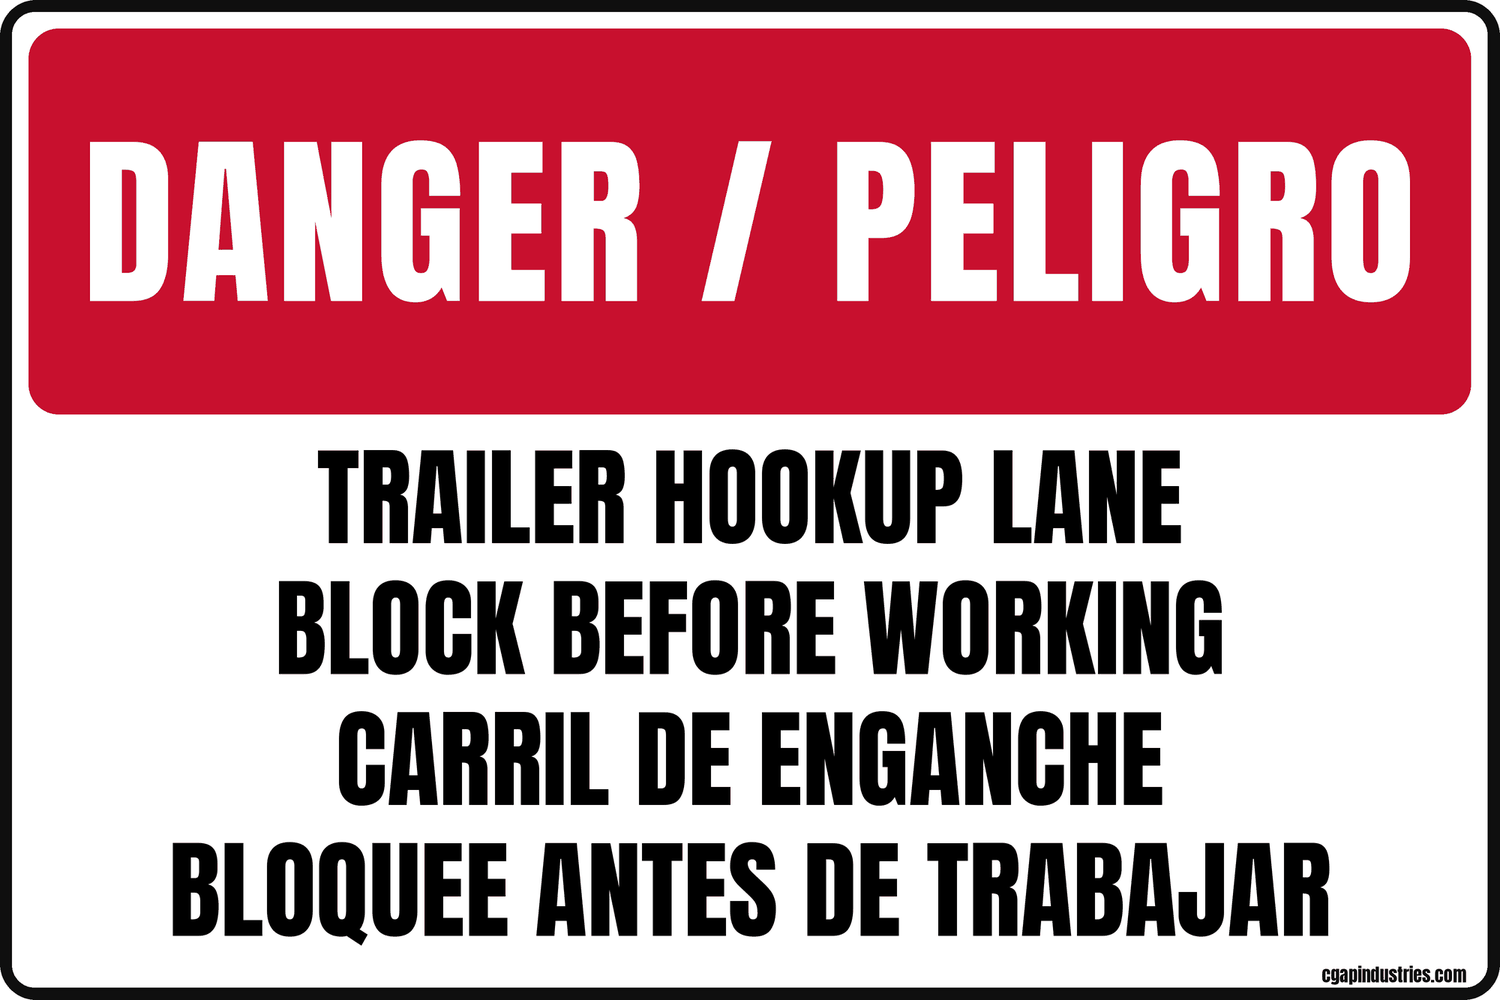 DANGER / PELIGRO
TRAILER HOOKUP LANE
BLOCK BEFORE WORKING
CARRIL DE ENGANCHE
BLOQUEE ANTES DE TRABAJAR
cgapindustries.com